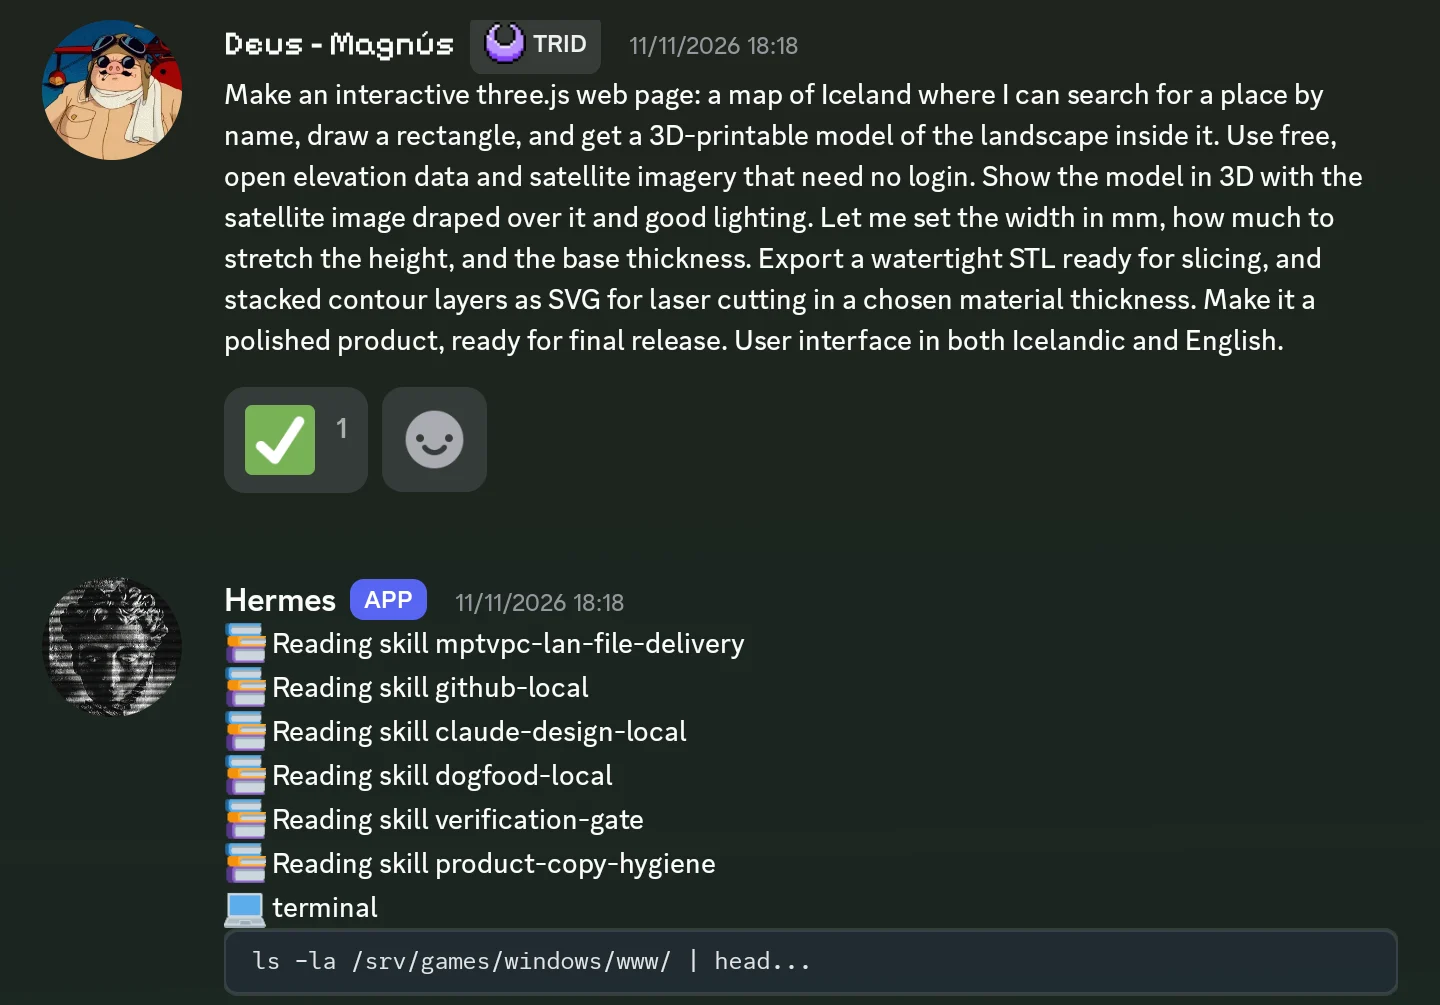 Deus - Magnús TRID 11/11/2026 18:18
Make an interactive three.js web page: a map of Iceland where I can search for a place by
name, draw a rectangle, and get a 3D-printable model of the landscape inside it. Use free,
open elevation data and satellite imagery that need no login. Show the model in 3D with the
satellite image draped over it and good lighting. Let me set the width in mm, how much to
stretch the height, and the base thickness. Export a watertight STL ready for slicing, and
stacked contour layers as SVG for laser cutting in a chosen material thickness. Make it a
polished product, ready for final release. User interface in both Icelandic and English.
1
Hermes APP 11/11/2026 18:18
Reading skill mptvpc-lan-file-delivery
Reading skill github-local
Reading skill claude-design-local
Reading skill dogfood-local
Reading skill verification-gate
Reading skill product-copy-hygiene
terminal
ls -la /srv/games/windows/www/ | head...